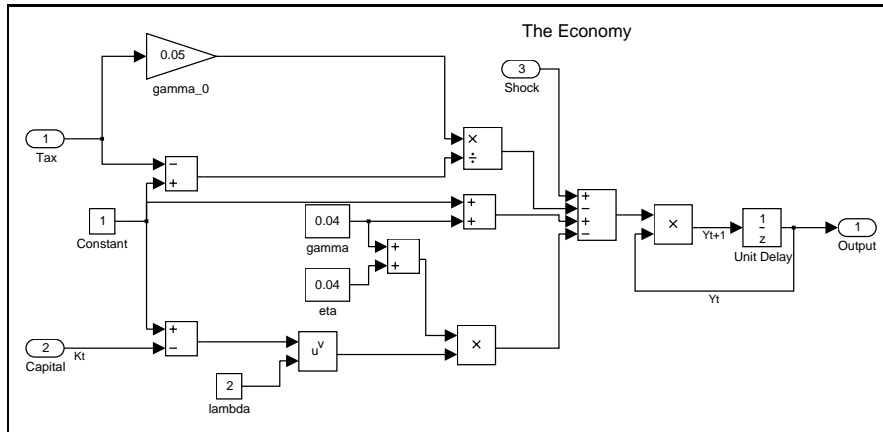 The Economy
0.05
gamma_0
3
Shock
1
Tax
×
÷
−
+
+
−
+
−
1
Constant
0.04
gamma
+
+
+
+
×
Yt+1
1
z
Unit Delay
1
Output
0.04
eta
Yt
+
−
2
Capital
Kt
u^v
×
2
lambda